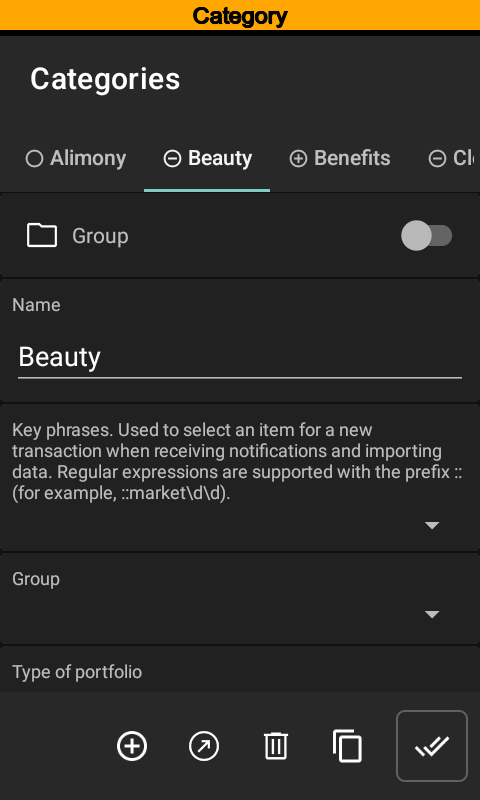 Category
Categories
Alimony
Beauty
Benefits
Cl
Group
Name
Beauty
Key phrases. Used to select an item for a new
transaction when receiving notifications and importing
data. Regular expressions are supported with the prefix ::
(for example, ::market\d\d).
Group
Type of portfolio